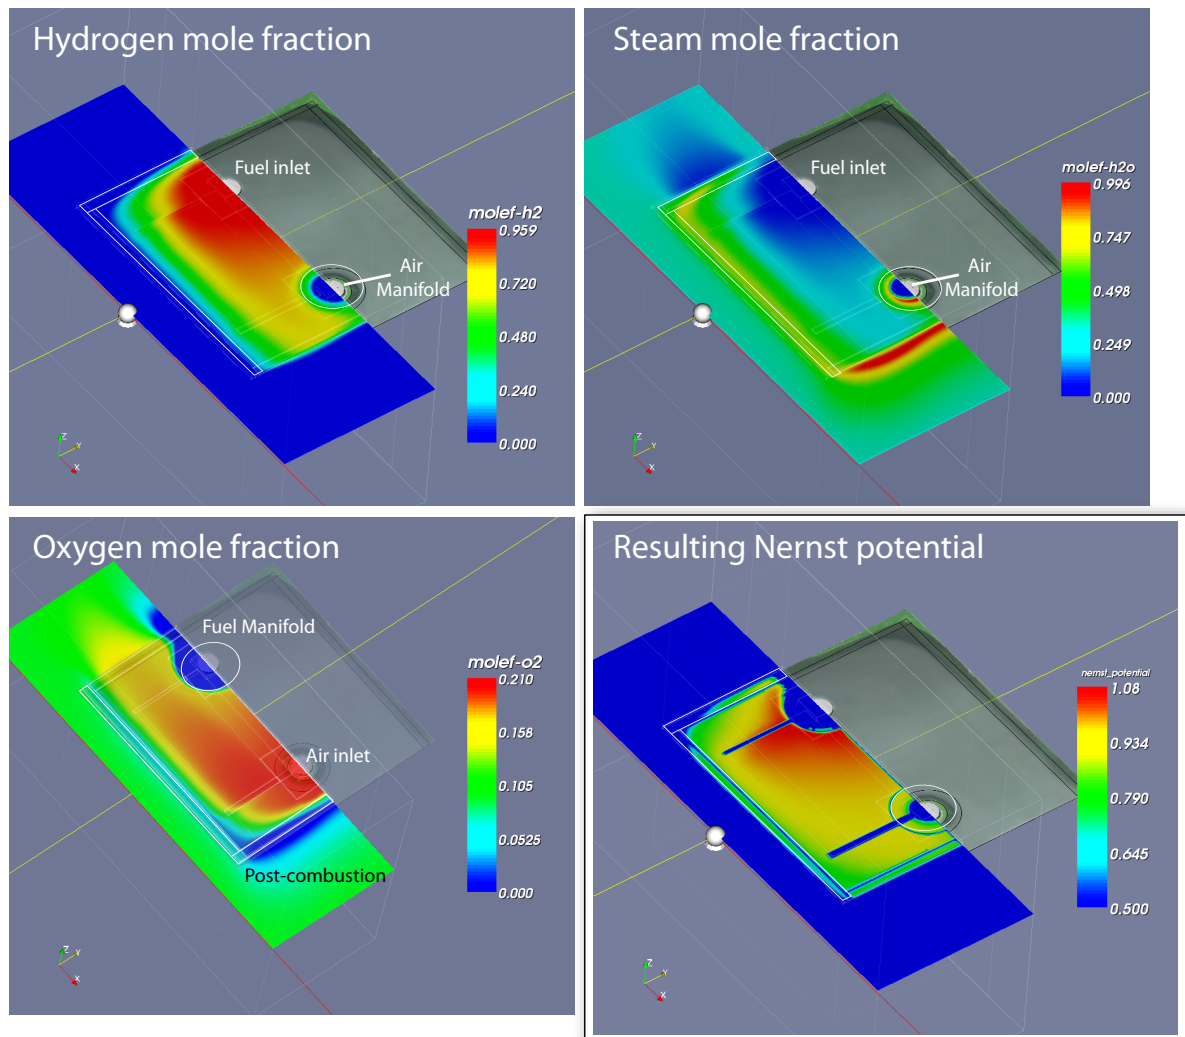 Hydrogen mole fraction
Fuel inlet
molef-h2
0.959
Air
Manifold
0.720
0.480
0.240
0.000
Z
Y
X
Steam mole fraction
Fuel inlet
molef-h2o
0.996
Air
Manifold
0.747
0.498
0.249
0.000
Z
Y
X
Oxygen mole fraction
Fuel Manifold
molef-o2
0.210
0.158
Air inlet
0.105
0.0525
Post-combustion
0.000
Z
Y
X
Resulting Nernst potential
nernst_potential
1.08
0.934
0.790
0.645
0.500
Z
Y
X